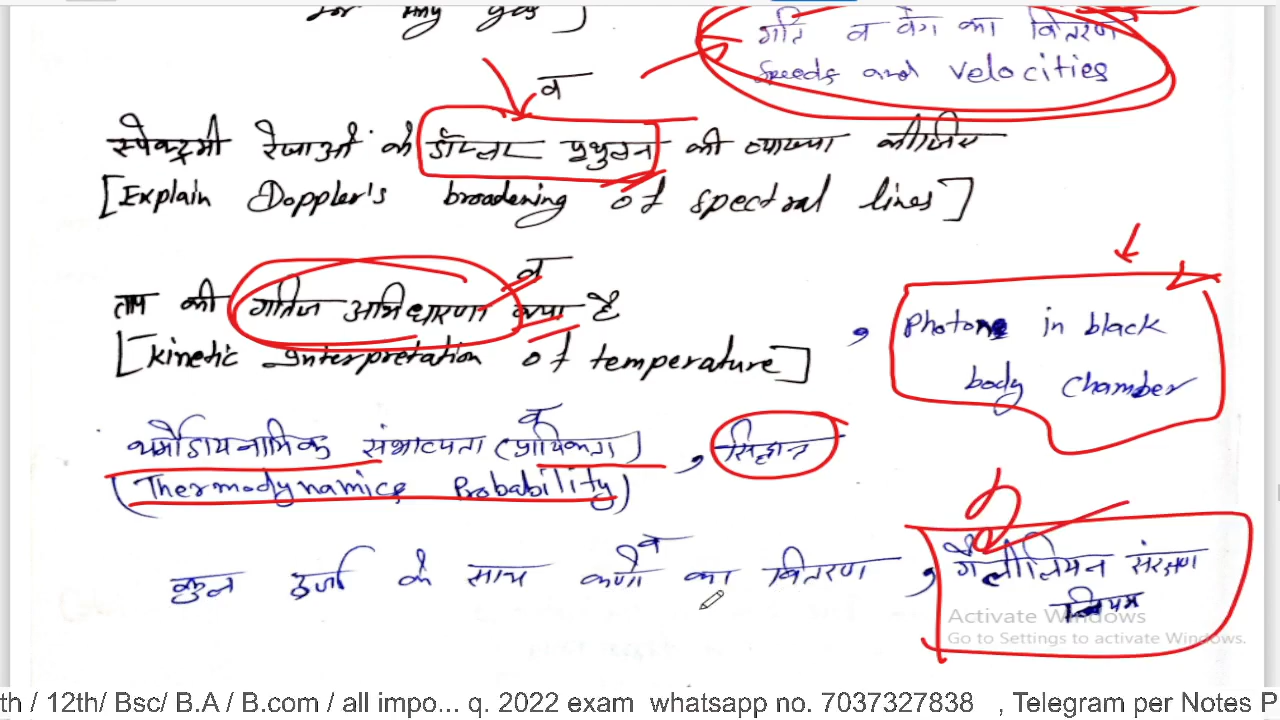 for any gas]
गति व वेग का वितरण
speeds and velocities
व
स्पेक्ट्रमी रेखाओं के डॉप्लर प्रथुलन की व्याख्या कीजिए
[Explain Doppler's broadening of spectral lines]
व
ताप की गतिज अभिधारणा क्या है
[kinetic Interpretation of temperature]
, Photons in black
body chamber
व
थर्मोडायनामिक संभाव्यता (प्रायिकता) , सिद्धान्त
(Thermodynamics Probability)
व
कुल ऊर्जा के साथ कणों का वितरण , गैलीलियन संरक्षण
नियम
Activate Windows
Go to Settings to activate Windows.
th / 12th/ Bsc/ B.A / B.com / all impo... q. 2022 exam whatsapp no. 7037327838 , Telegram per Notes P